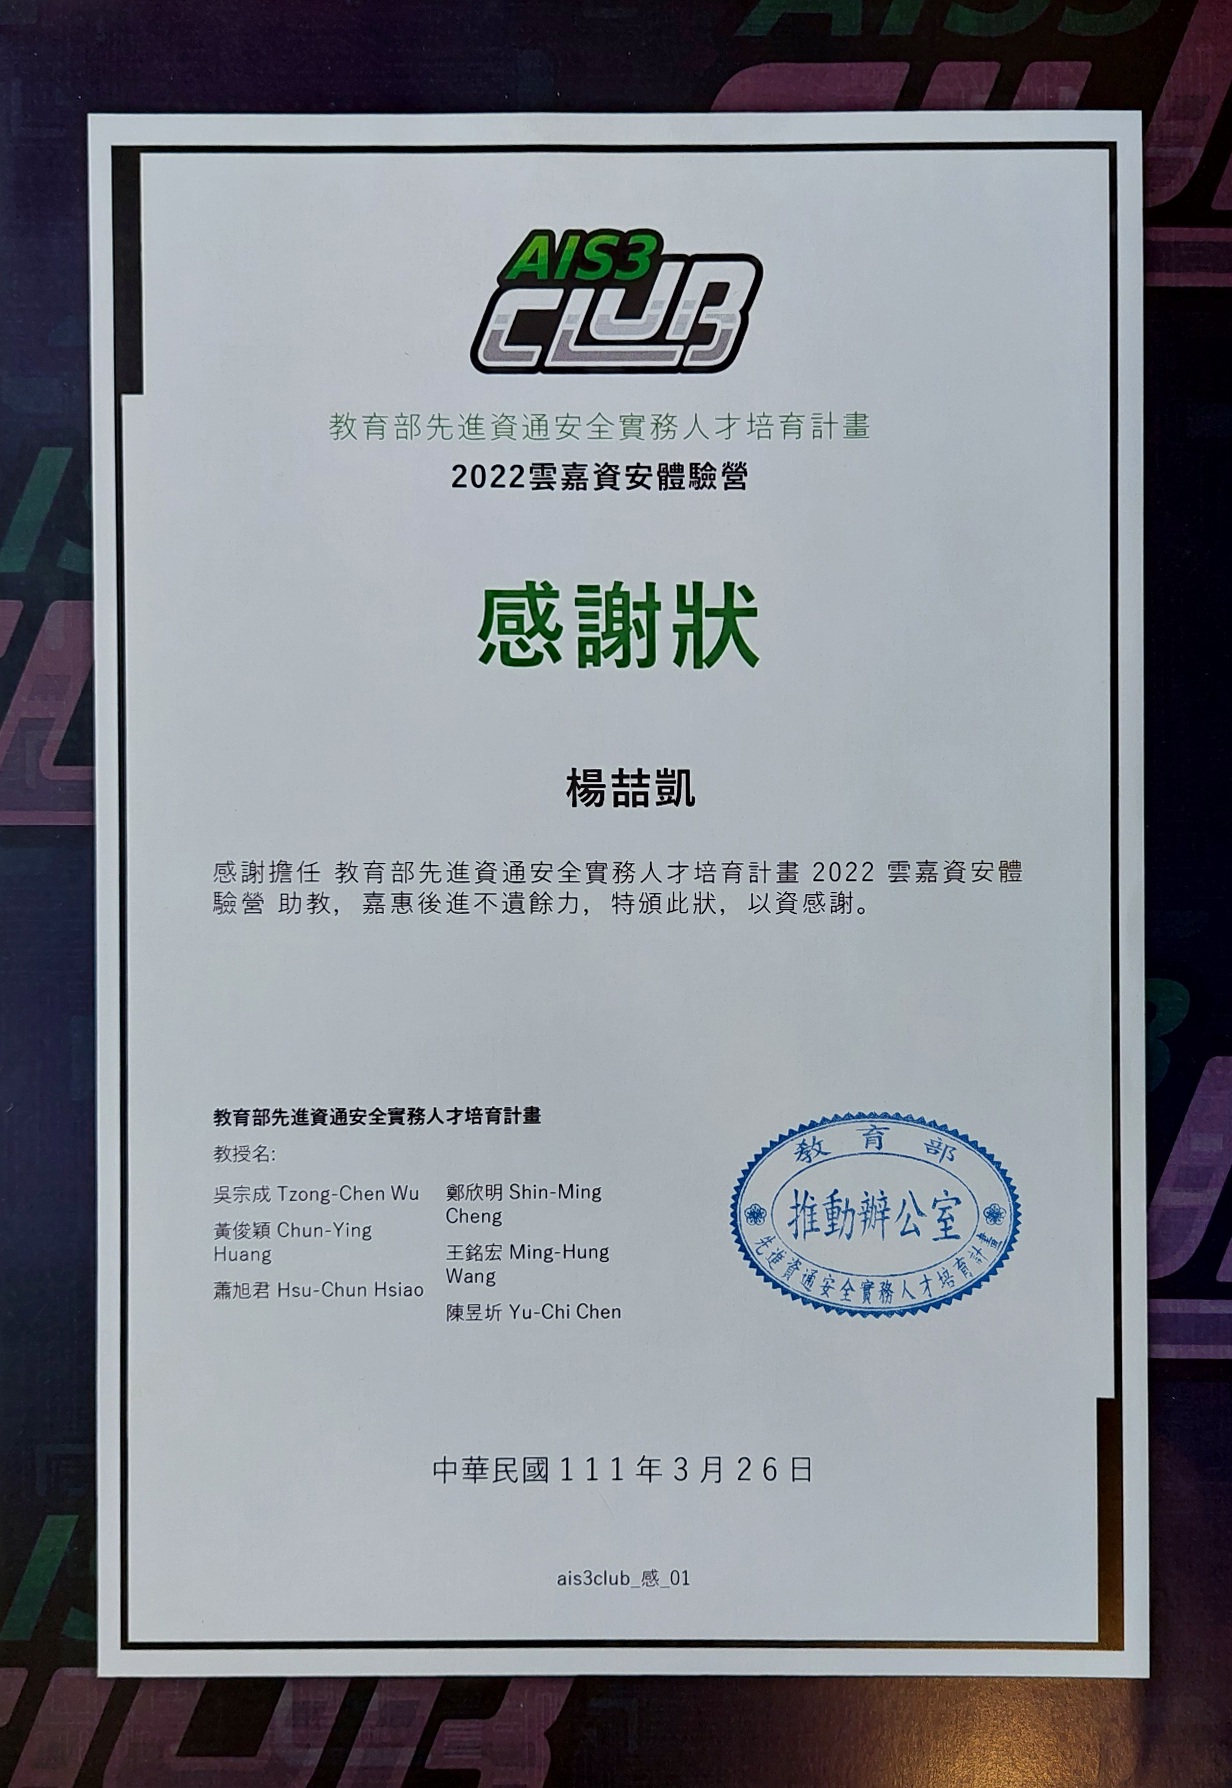 AIS3
CLUB
教育部先進資通安全實務人才培育計畫
2022雲嘉資安體驗營
感謝狀
楊喆凱
感謝擔任 教育部先進資通安全實務人才培育計畫 2022 雲嘉資安體
驗營 助教，嘉惠後進不遺餘力，特頒此狀，以資感謝。
教育部先進資通安全實務人才培育計畫
教授名:
吳宗成 Tzong-Chen Wu
黃俊穎 Chun-Ying
Huang
蕭旭君 Hsu-Chun Hsiao
鄭欣明 Shin-Ming
Cheng
王銘宏 Ming-Hung
Wang
陳昱圻 Yu-Chi Chen
教育部
推動辦公室
先進資通安全實務人才培育計畫
中華民國111年3月26日
ais3club_感_01